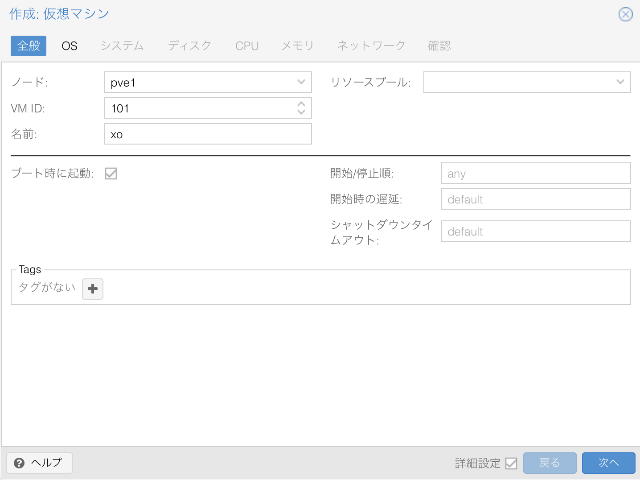 作成: 仮想マシン
全般 OS システム ディスク CPU メモリ ネットワーク 確認
ノード: pve1 リソースプール:
VM ID: 101
名前: xo
ブート時に起動: 開始/停止順: any
開始時の遅延: default
シャットダウンタイ
ムアウト: default
Tags
タグがない
ヘルプ 詳細設定 戻る 次へ